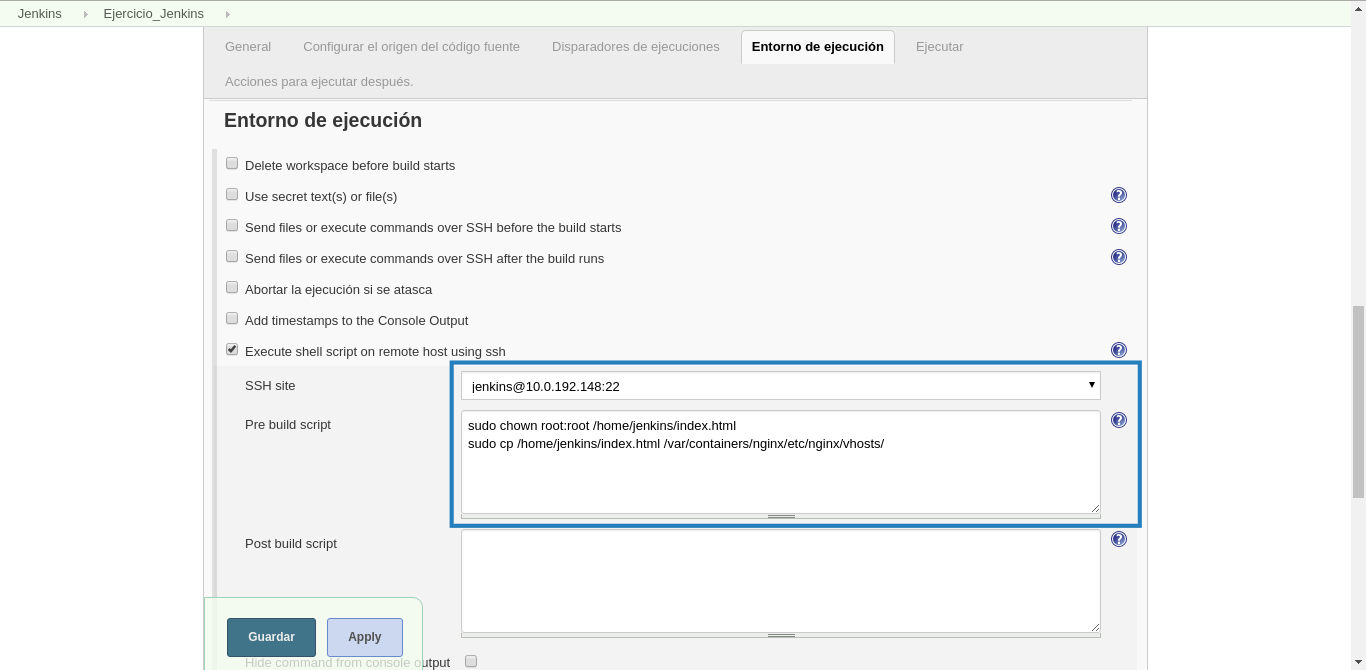 Jenkins Ejercicio_Jenkins
General Configurar el origen del código fuente Disparadores de ejecuciones Entorno de ejecución Ejecutar
Acciones para ejecutar después.
Entorno de ejecución
Delete workspace before build starts
Use secret text(s) or file(s)
Send files or execute commands over SSH before the build starts
Send files or execute commands over SSH after the build runs
Abortar la ejecución si se atasca
Add timestamps to the Console Output
Execute shell script on remote host using ssh
SSH site jenkins@10.0.192.148:22
Pre build script
sudo chown root:root /home/jenkins/index.html
sudo cp /home/jenkins/index.html /var/containers/nginx/etc/nginx/vhosts/
Post build script
Guardar Apply
Hide command from console output